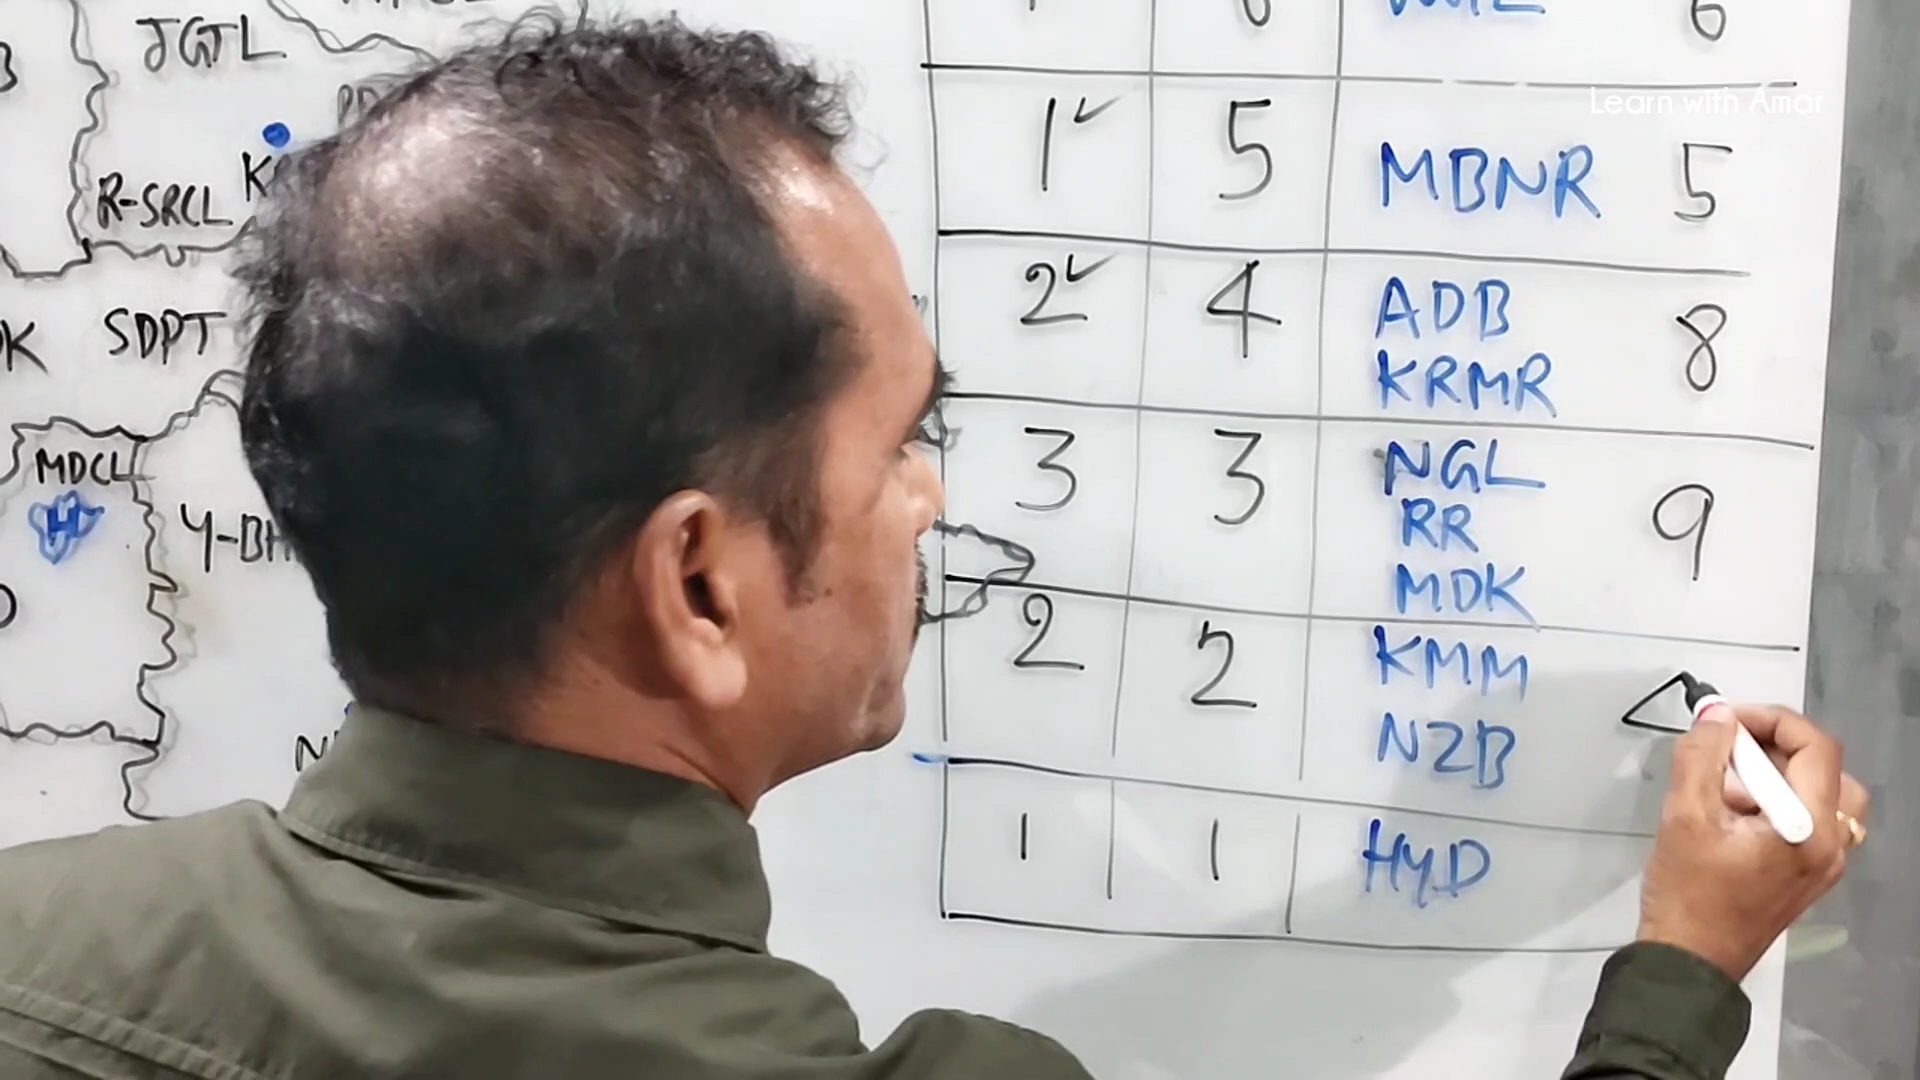 JGTL
R-SRCL
SDPT
MDCL
H
6
Learn with Amar
1 5 MBNR 5
2 4 ADB
KRMR 8
3 3 NGL
RR 9
MDK
2 2 KMM
NZB
1 1 HYD